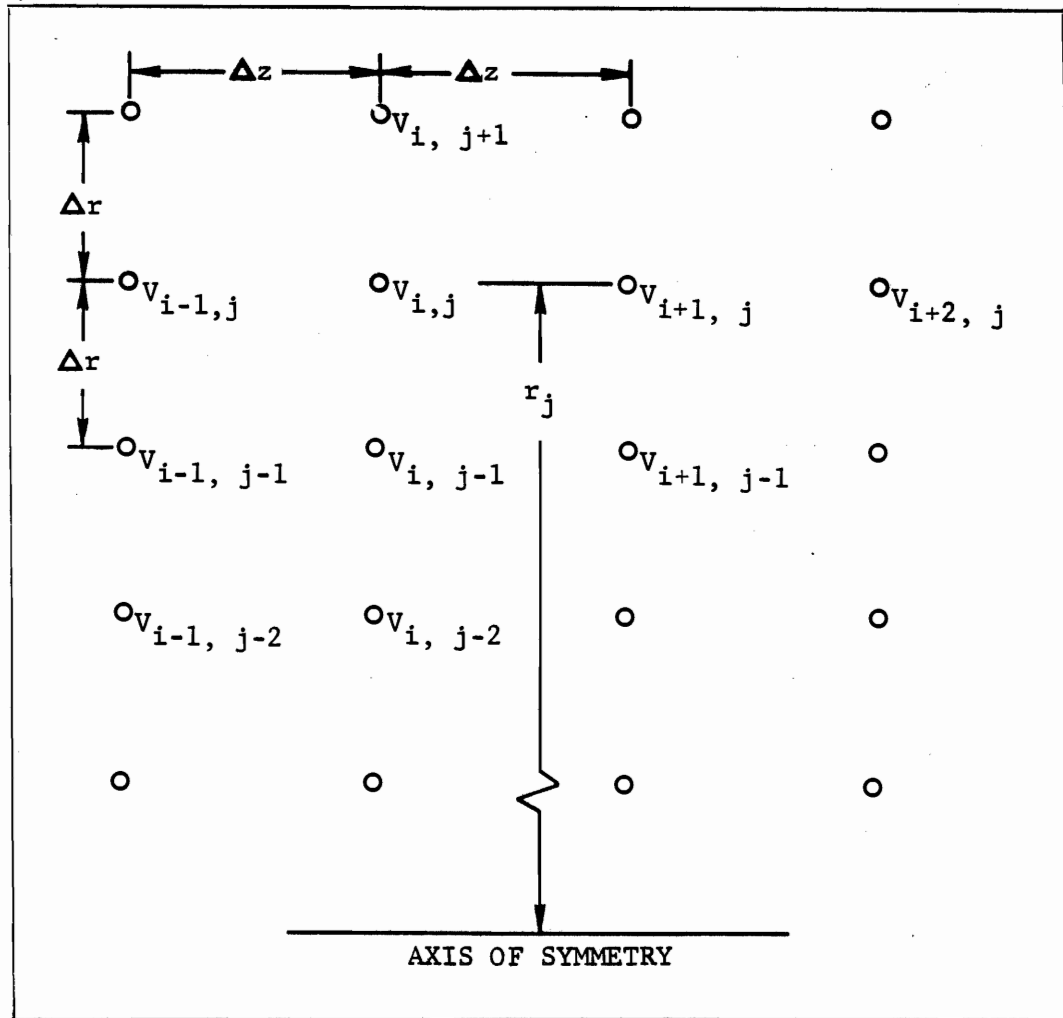 Δz Δz
V i, j+1
Δr
V i-1,j V i,j V i+1, j V i+2, j
Δr
r j
V i-1, j-1 V i, j-1 V i+1, j-1
V i-1, j-2 V i, j-2
AXIS OF SYMMETRY